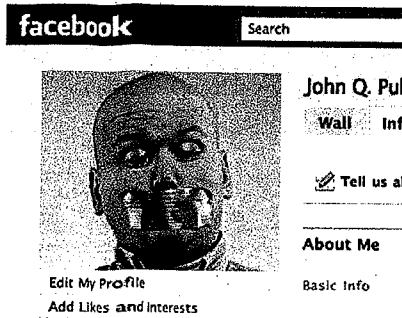 facebook Search
John Q. Pul
Wall Inf
Tell us al
About Me
Edit My Profile
Basic Info
Add Likes and interests